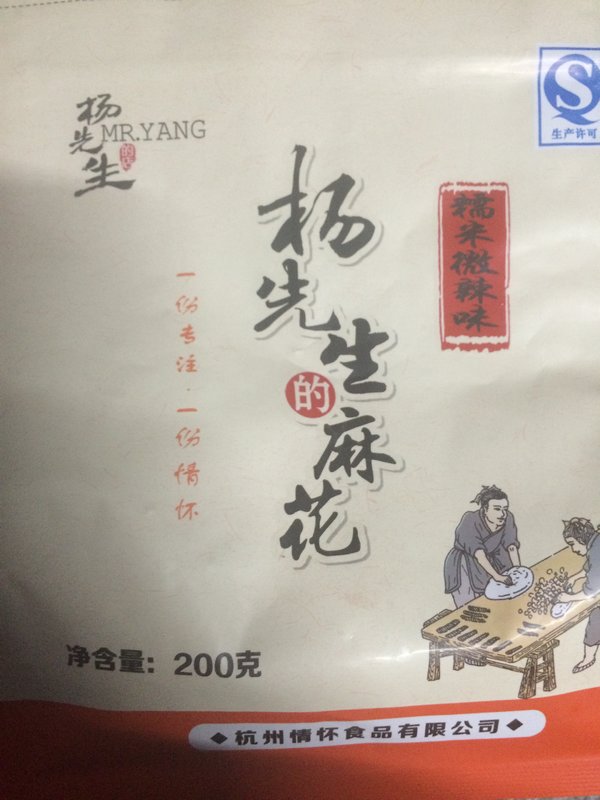 杨先生
MR.YANG
的店
杨先生的麻花
糯米微辣味
一份专注·一份情怀
生产许可
净含量：200克
杭州情怀食品有限公司